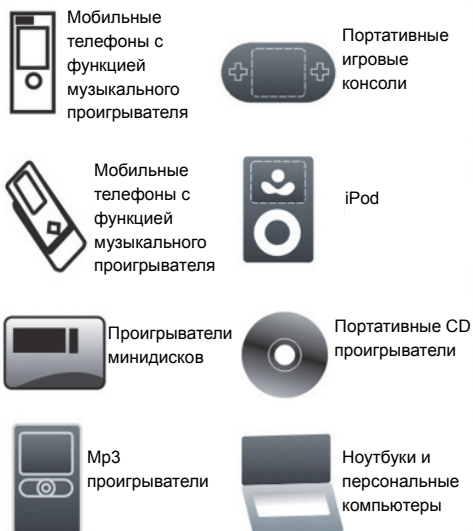 Мобильные
телефоны с
функцией
музыкального
проигрывателя
Портативные
игровые
консоли
Мобильные
телефоны с
функцией
музыкального
проигрывателя
iPod
Проигрыватели
минидисков
Портативные CD
проигрыватели
Mp3
проигрыватели
Ноутбуки и
персональные
компьютеры